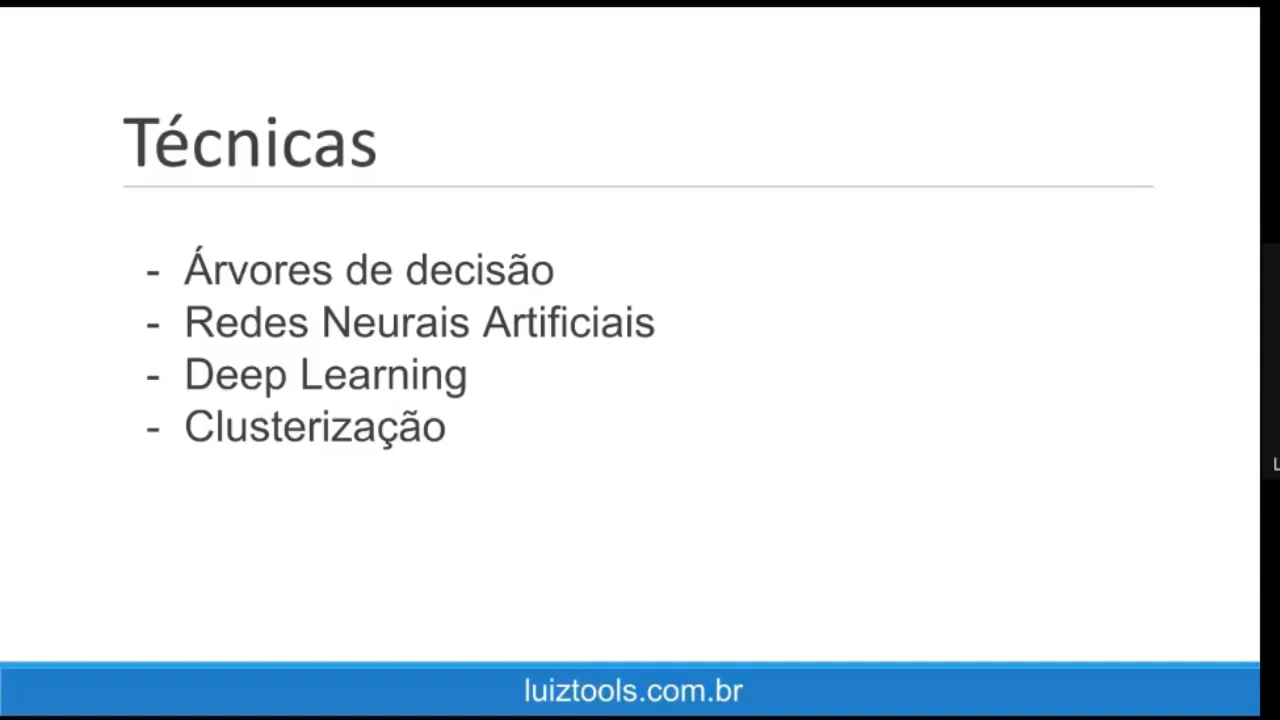 Técnicas
- Árvores de decisão
- Redes Neurais Artificiais
- Deep Learning
- Clusterização
luiztools.com.br
L